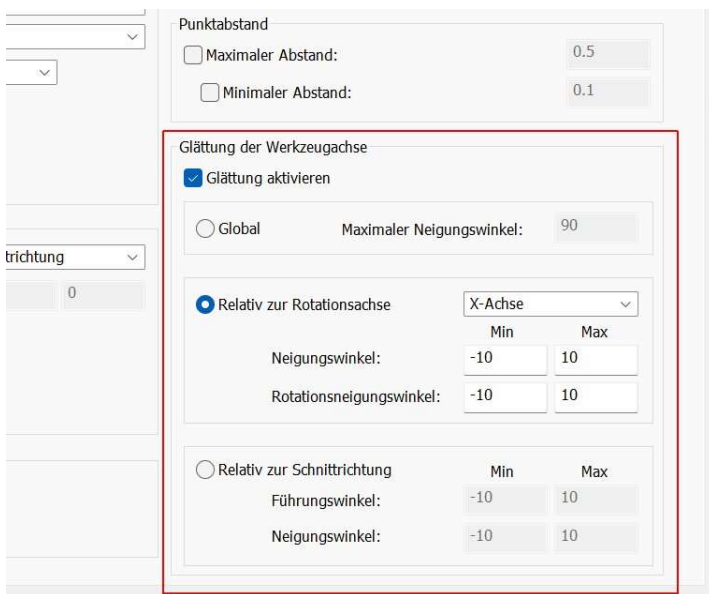 Punktabstand
Maximaler Abstand: 0.5
Minimaler Abstand: 0.1
Glättung der Werkzeugachse
Glättung aktivieren
Global Maximaler Neigungswinkel: 90
trichtung
0
Relativ zur Rotationsachse X-Achse
Min Max
Neigungswinkel: -10 10
Rotationsneigungswinkel: -10 10
Relativ zur Schnittrichtung Min Max
Führungswinkel: -10 10
Neigungswinkel: -10 10